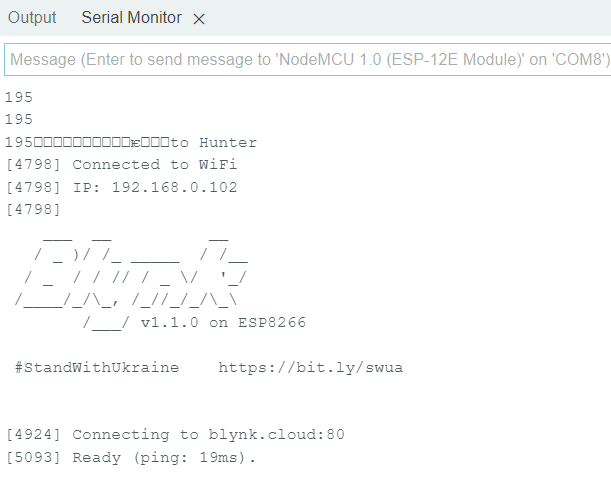 Output Serial Monitor ×
Message (Enter to send message to 'NodeMCU 1.0 (ESP-12E Module)' on 'COM8')
195
195
195□□□□□□□□□□ѥ□□□to Hunter
[4798] Connected to WiFi
[4798] IP: 192.168.0.102
[4798]
    ___  __          __
   / _ )/ /_ _____  / /__
  / _  / / // / _ \/  '_/
 /____/_/\_, /_//_/_/\_\
        /___/ v1.1.0 on ESP8266
 #StandWithUkraine    https://bit.ly/swua
[4924] Connecting to blynk.cloud:80
[5093] Ready (ping: 19ms).